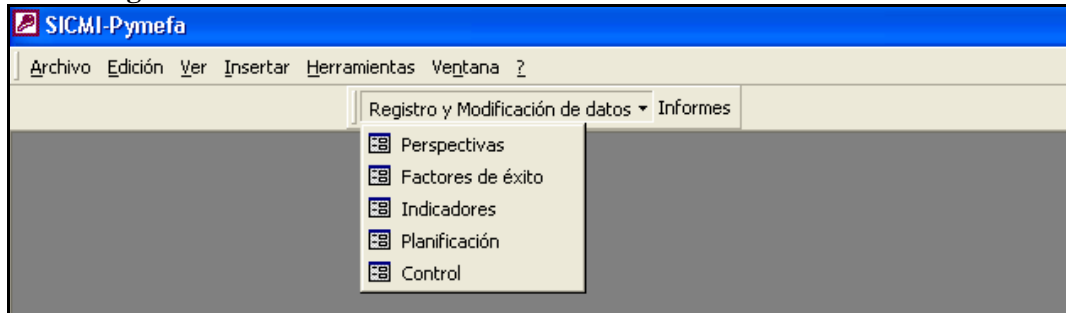 SICMI-Pymefa
Archivo Edición Ver Insertar Herramientas Ventana ?
Registro y Modificación de datos Informes
Perspectivas
Factores de éxito
Indicadores
Planificación
Control